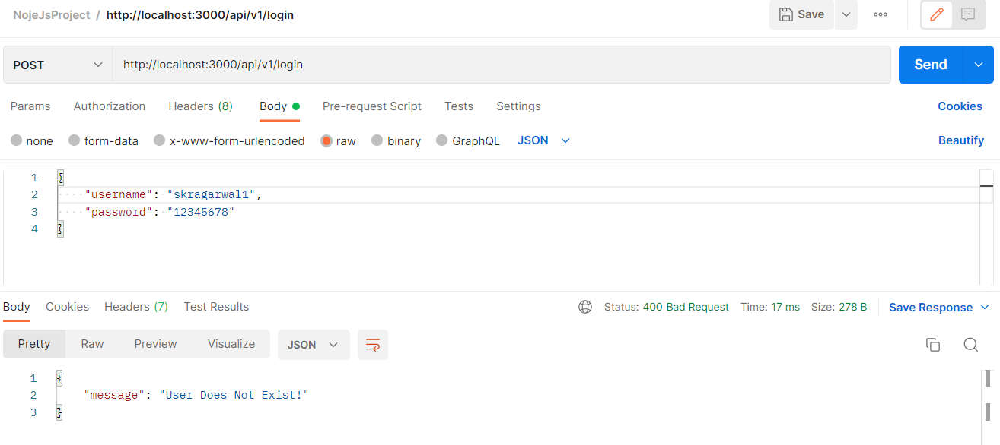 NojeJsProject / http://localhost:3000/api/v1/login Save
POST http://localhost:3000/api/v1/login Send
Params Authorization Headers (8) Body Pre-request Script Tests Settings Cookies
none form-data x-www-form-urlencoded raw binary GraphQL JSON Beautify
1 {
2 "username": "skragarwal1",
3 "password": "12345678"
4 }
Body Cookies Headers (7) Test Results Status: 400 Bad Request Time: 17 ms Size: 278 B Save Response
Pretty Raw Preview Visualize JSON
1 {
2 "message": "User Does Not Exist!"
3 }